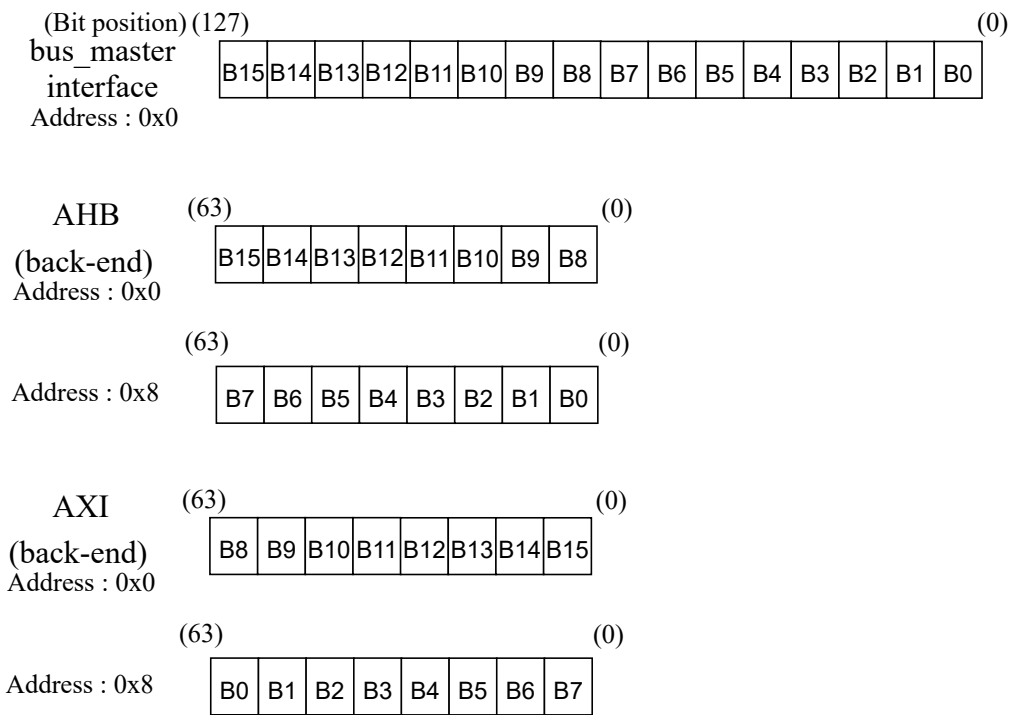 (Bit position) (127) (0)
bus_master
interface
Address : 0x0
B15 B14 B13 B12 B11 B10 B9 B8 B7 B6 B5 B4 B3 B2 B1 B0
AHB
(back-end)
Address : 0x0
(63) (0)
B15 B14 B13 B12 B11 B10 B9 B8
(63) (0)
Address : 0x8
B7 B6 B5 B4 B3 B2 B1 B0
AXI
(back-end)
Address : 0x0
(63) (0)
B8 B9 B10 B11 B12 B13 B14 B15
(63) (0)
Address : 0x8
B0 B1 B2 B3 B4 B5 B6 B7